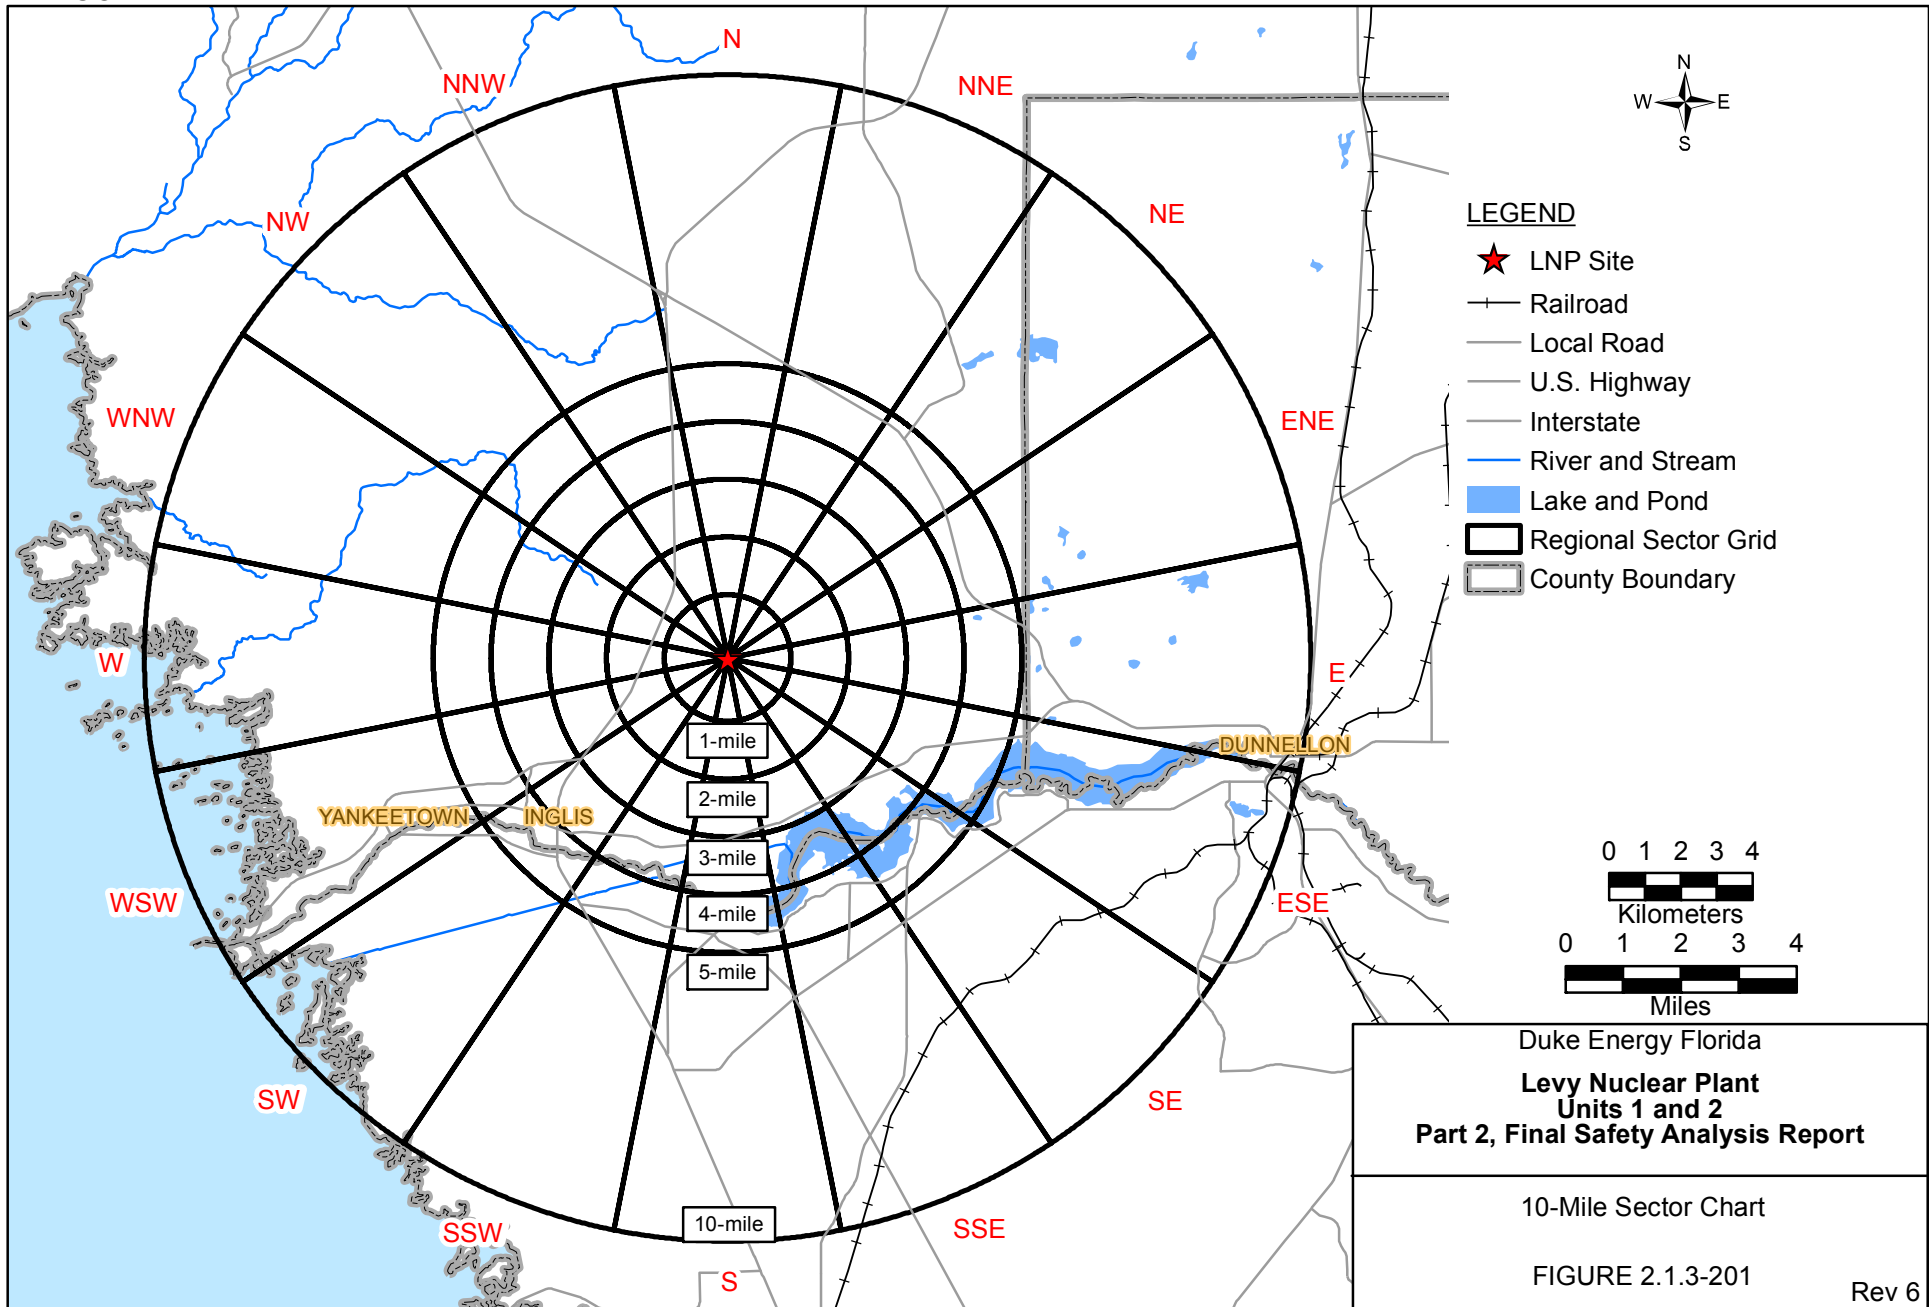 N
NNW
NNE
NW
NE
WNW
ENE
W
E
WSW
ESE
SW
SE
SSW
SSE
S
YANKEETOWN
INGLIS
DUNNELLON
1-mile
2-mile
3-mile
4-mile
5-mile
10-mile
N
W E
S
LEGEND
LNP Site
Railroad
Local Road
U.S. Highway
Interstate
River and Stream
Lake and Pond
Regional Sector Grid
County Boundary
0 1 2 3 4
Kilometers
0 1 2 3 4
Miles
Duke Energy Florida
Levy Nuclear Plant
Units 1 and 2
Part 2, Final Safety Analysis Report
10-Mile Sector Chart
FIGURE 2.1.3-201
Rev 6